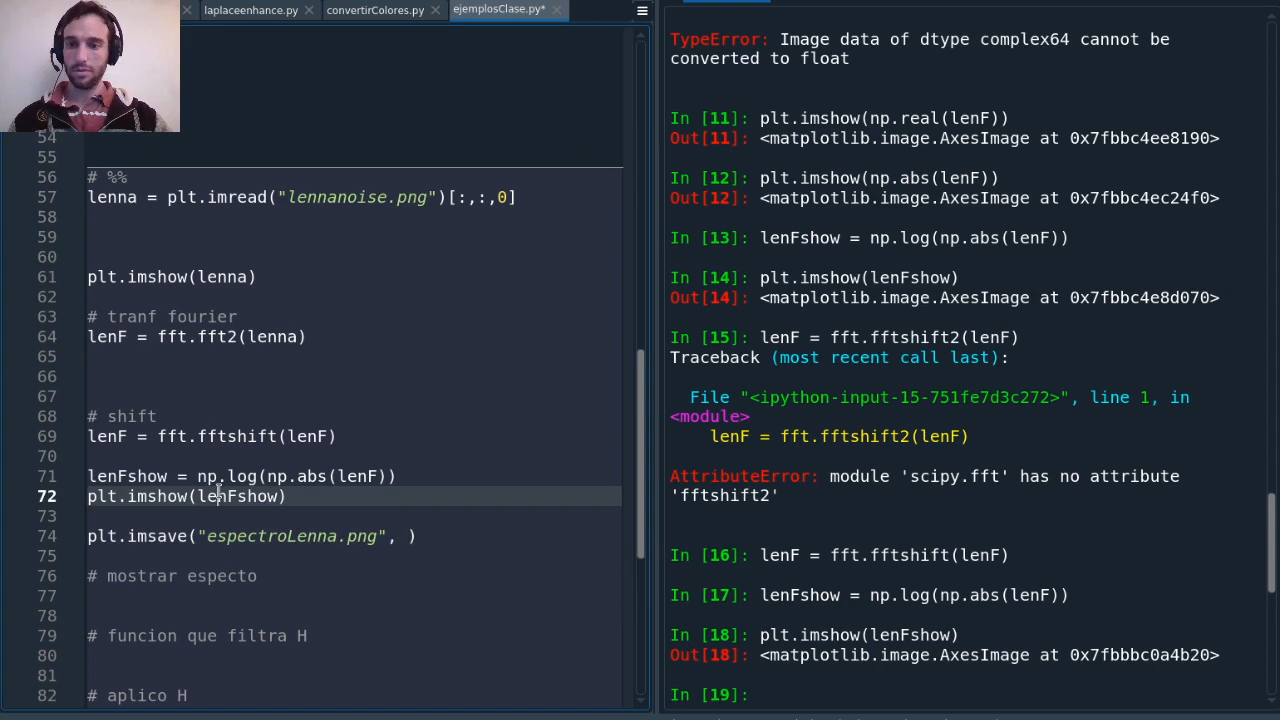 laplaceenhance.py convertirColores.py ejemplosClase.py*
54
55
56 # %%
57 lenna = plt.imread("lennanoise.png")[:,:,0]
58
59
60
61 plt.imshow(lenna)
62
63 # tranf fourier
64 lenF = fft.fft2(lenna)
65
66
67
68 # shift
69 lenF = fft.fftshift(lenF)
70
71 lenFshow = np.log(np.abs(lenF))
72 plt.imshow(lenFshow)
73
74 plt.imsave("espectroLenna.png", )
75
76 # mostrar especto
77
78
79 # funcion que filtra H
80
81
82 # aplico H
TypeError: Image data of dtype complex64 cannot be
converted to float
In [11]: plt.imshow(np.real(lenF))
Out[11]: <matplotlib.image.AxesImage at 0x7fbbc4ee8190>
In [12]: plt.imshow(np.abs(lenF))
Out[12]: <matplotlib.image.AxesImage at 0x7fbbc4ec24f0>
In [13]: lenFshow = np.log(np.abs(lenF))
In [14]: plt.imshow(lenFshow)
Out[14]: <matplotlib.image.AxesImage at 0x7fbbc4e8d070>
In [15]: lenF = fft.fftshift2(lenF)
Traceback (most recent call last):
File "<ipython-input-15-751fe7d3c272>", line 1, in
<module>
lenF = fft.fftshift2(lenF)
AttributeError: module 'scipy.fft' has no attribute
'fftshift2'
In [16]: lenF = fft.fftshift(lenF)
In [17]: lenFshow = np.log(np.abs(lenF))
In [18]: plt.imshow(lenFshow)
Out[18]: <matplotlib.image.AxesImage at 0x7fbbbc0a4b20>
In [19]: